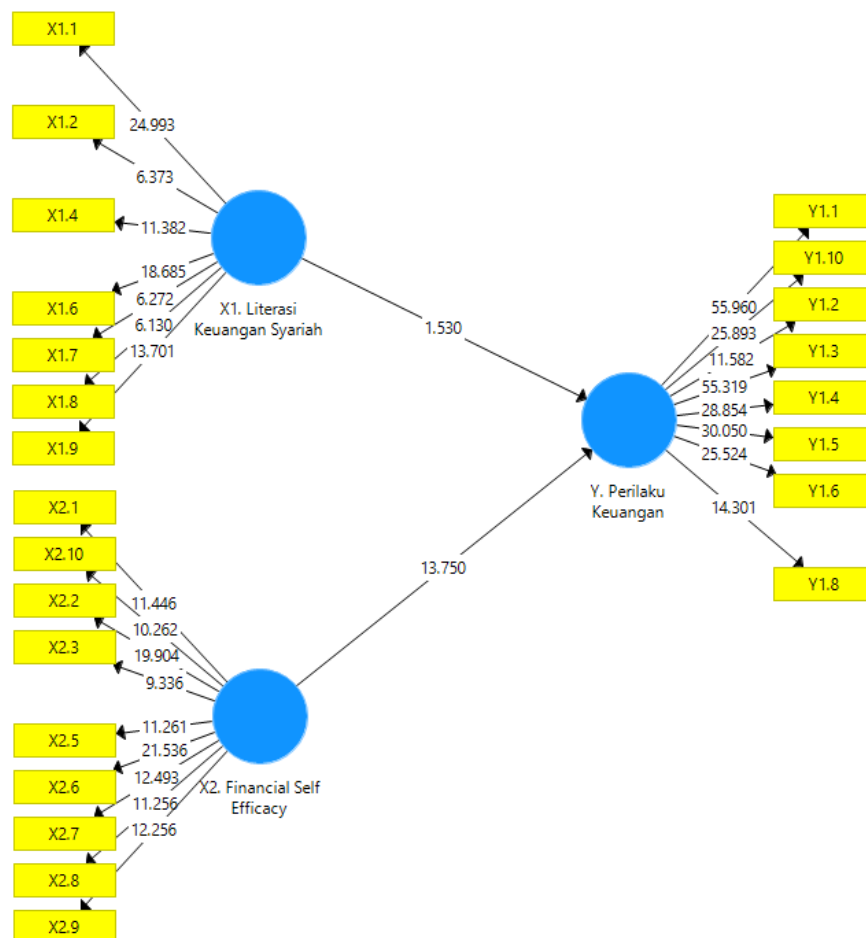 X1.1
X1.2
X1.4
X1.6
X1.7
X1.8
X1.9
24.993
6.373
11.382
18.685
6.272
6.130
13.701
X1. Literasi
Keuangan Syariah
1.530
X2.1
X2.10
X2.2
X2.3
X2.5
X2.6
X2.7
X2.8
X2.9
11.446
10.262
19.904
9.336
11.261
21.536
12.493
11.256
12.256
X2. Financial Self
Efficacy
13.750
Y. Perilaku
Keuangan
55.960
25.893
11.582
55.319
28.854
30.050
25.524
14.301
Y1.1
Y1.10
Y1.2
Y1.3
Y1.4
Y1.5
Y1.6
Y1.8